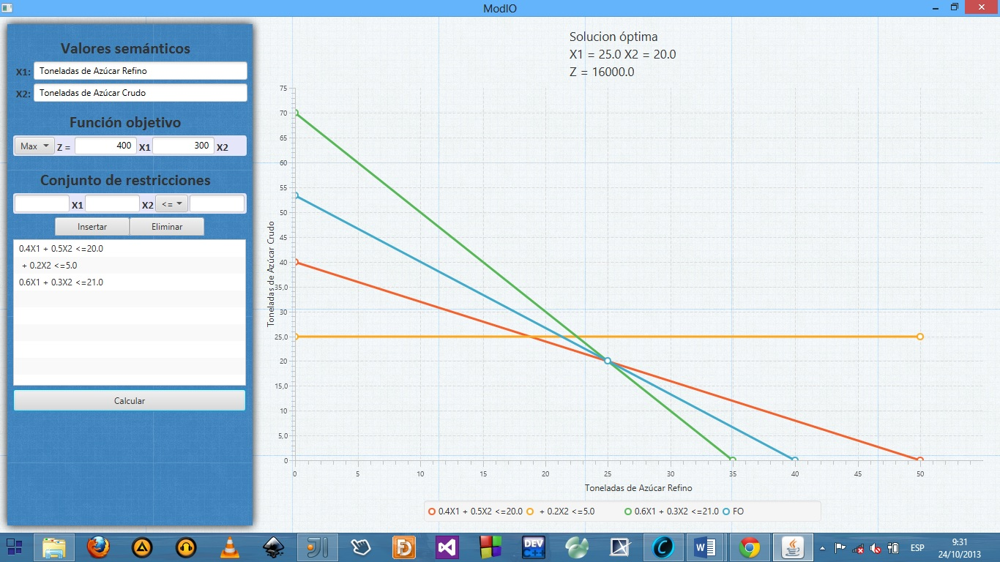 ModIO
Valores semánticos
X1: Toneladas de Azúcar Refino
X2: Toneladas de Azúcar Crudo
Función objetivo
Max Z = 400 X1 300 X2
Conjunto de restricciones
X1 X2 <=
Insertar Eliminar
0.4X1 + 0.5X2 <=20.0
+ 0.2X2 <=5.0
0.6X1 + 0.3X2 <=21.0
Calcular
Solucion óptima
X1 = 25.0 X2 = 20.0
Z = 16000.0
75
70
65
60
55
50
45
40
35,0
30
25,0
20
15,0
10
5,0
0
Toneladas de Azúcar Crudo
0 5 10 15 20 25 30 35 40 45 50
Toneladas de Azúcar Refino
0.4X1 + 0.5X2 <=20.0 + 0.2X2 <=5.0 0.6X1 + 0.3X2 <=21.0 FO
DEV C++
ESP
9:31
24/10/2013